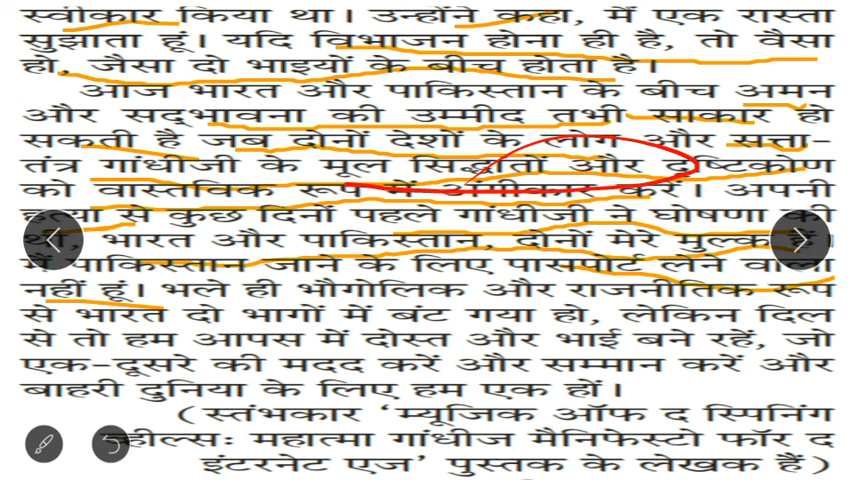 स्वीकार किया था। उन्होंने कहा, मैं एक रास्ता
सुझाता हूं। यदि विभाजन होना ही है, तो वैसा
हो, जैसा दो भाइयों के बीच होता है।
आज भारत और पाकिस्तान के बीच अमन
और सद्भावना की उम्मीद तभी साकार हो
सकती है जब दोनों देशों के लोग और सत्ता-
तंत्र गांधीजी के मूल सिद्धातों और दृष्टिकोण
को वास्तविक रूप में अंगीकार करें। अपनी
हत्या से कुछ दिनों पहले गांधीजी ने घोषणा की
थी, भारत और पाकिस्तान, दोनों मेरे मुल्क हैं।
मैं पाकिस्तान जाने के लिए पासपोर्ट लेने वाला
नहीं हूं। भले ही भौगोलिक और राजनीतिक रूप
से भारत दो भागों में बंट गया हो, लेकिन दिल
से तो हम आपस में दोस्त और भाई बने रहें, जो
एक-दूसरे की मदद करें और सम्मान करें और
बाहरी दुनिया के लिए हम एक हों।
(स्तंभकार ‘म्यूजिक ऑफ द स्पिनिंग
व्हील्स: महात्मा गांधीज मैनिफेस्टो फॉर द
इंटरनेट एज’ पुस्तक के लेखक हैं)